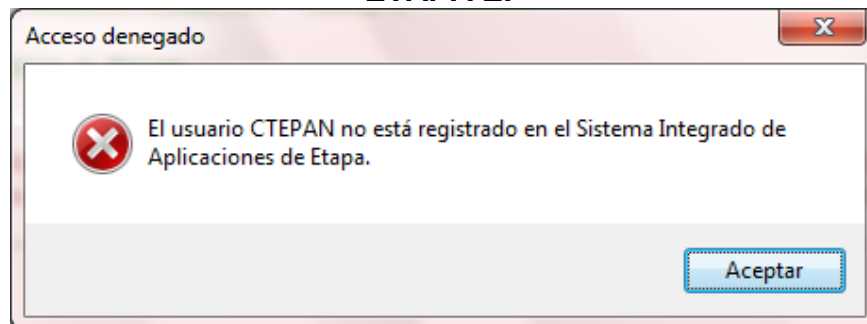 Acceso denegado
El usuario CTEPAN no está registrado en el Sistema Integrado de
Aplicaciones de Etapa.
Aceptar